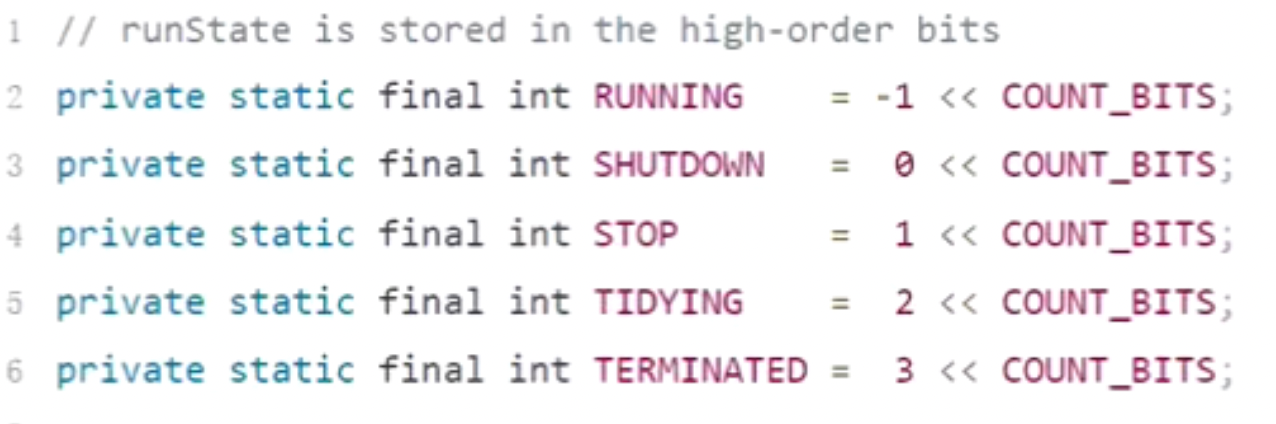 1 // runState is stored in the high-order bits
2 private static final int RUNNING    = -1 << COUNT_BITS;
3 private static final int SHUTDOWN   =  0 << COUNT_BITS;
4 private static final int STOP       =  1 << COUNT_BITS;
5 private static final int TIDYING    =  2 << COUNT_BITS;
6 private static final int TERMINATED =  3 << COUNT_BITS;